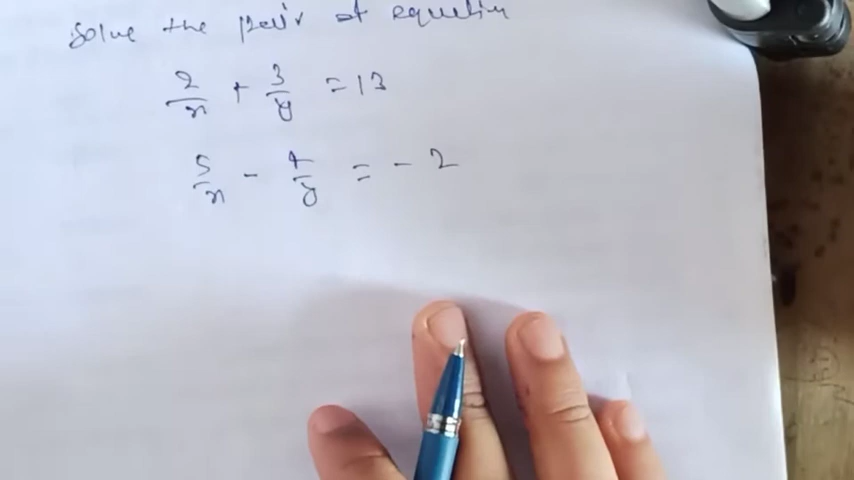 Solve the pair of equation
2/x + 3/y = 13
5/x - 4/y = - 2